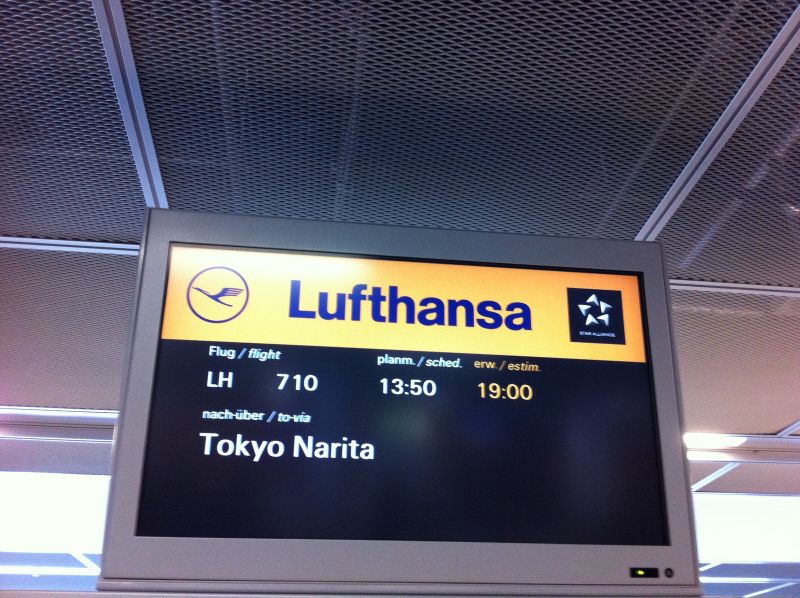 Lufthansa
STAR ALLIANCE
Flug / flight planm. / sched. erw. / estim.
LH 710 13:50 19:00
nach-über / to-via
Tokyo Narita